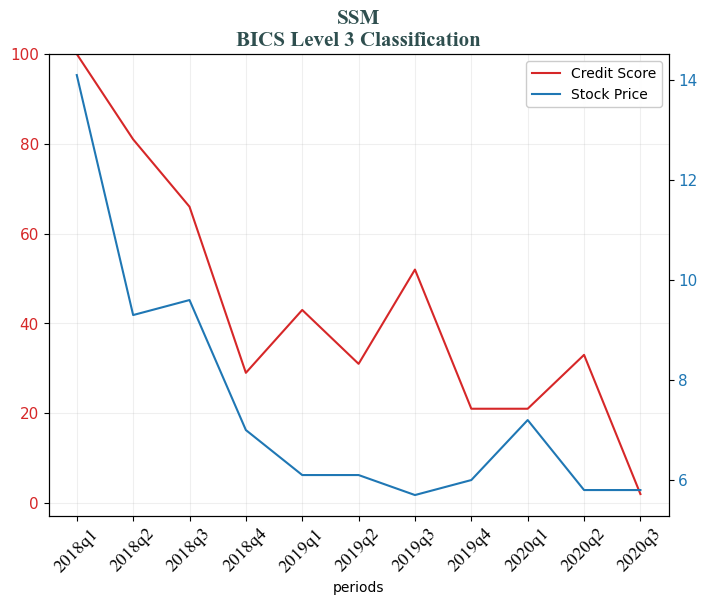 SSM
BICS Level 3 Classification
Credit Score
Stock Price
100
80
60
40
20
0
14
12
10
8
6
2018q1
2018q2
2018q3
2018q4
2019q1
2019q2
2019q3
2019q4
2020q1
2020q2
2020q3
periods